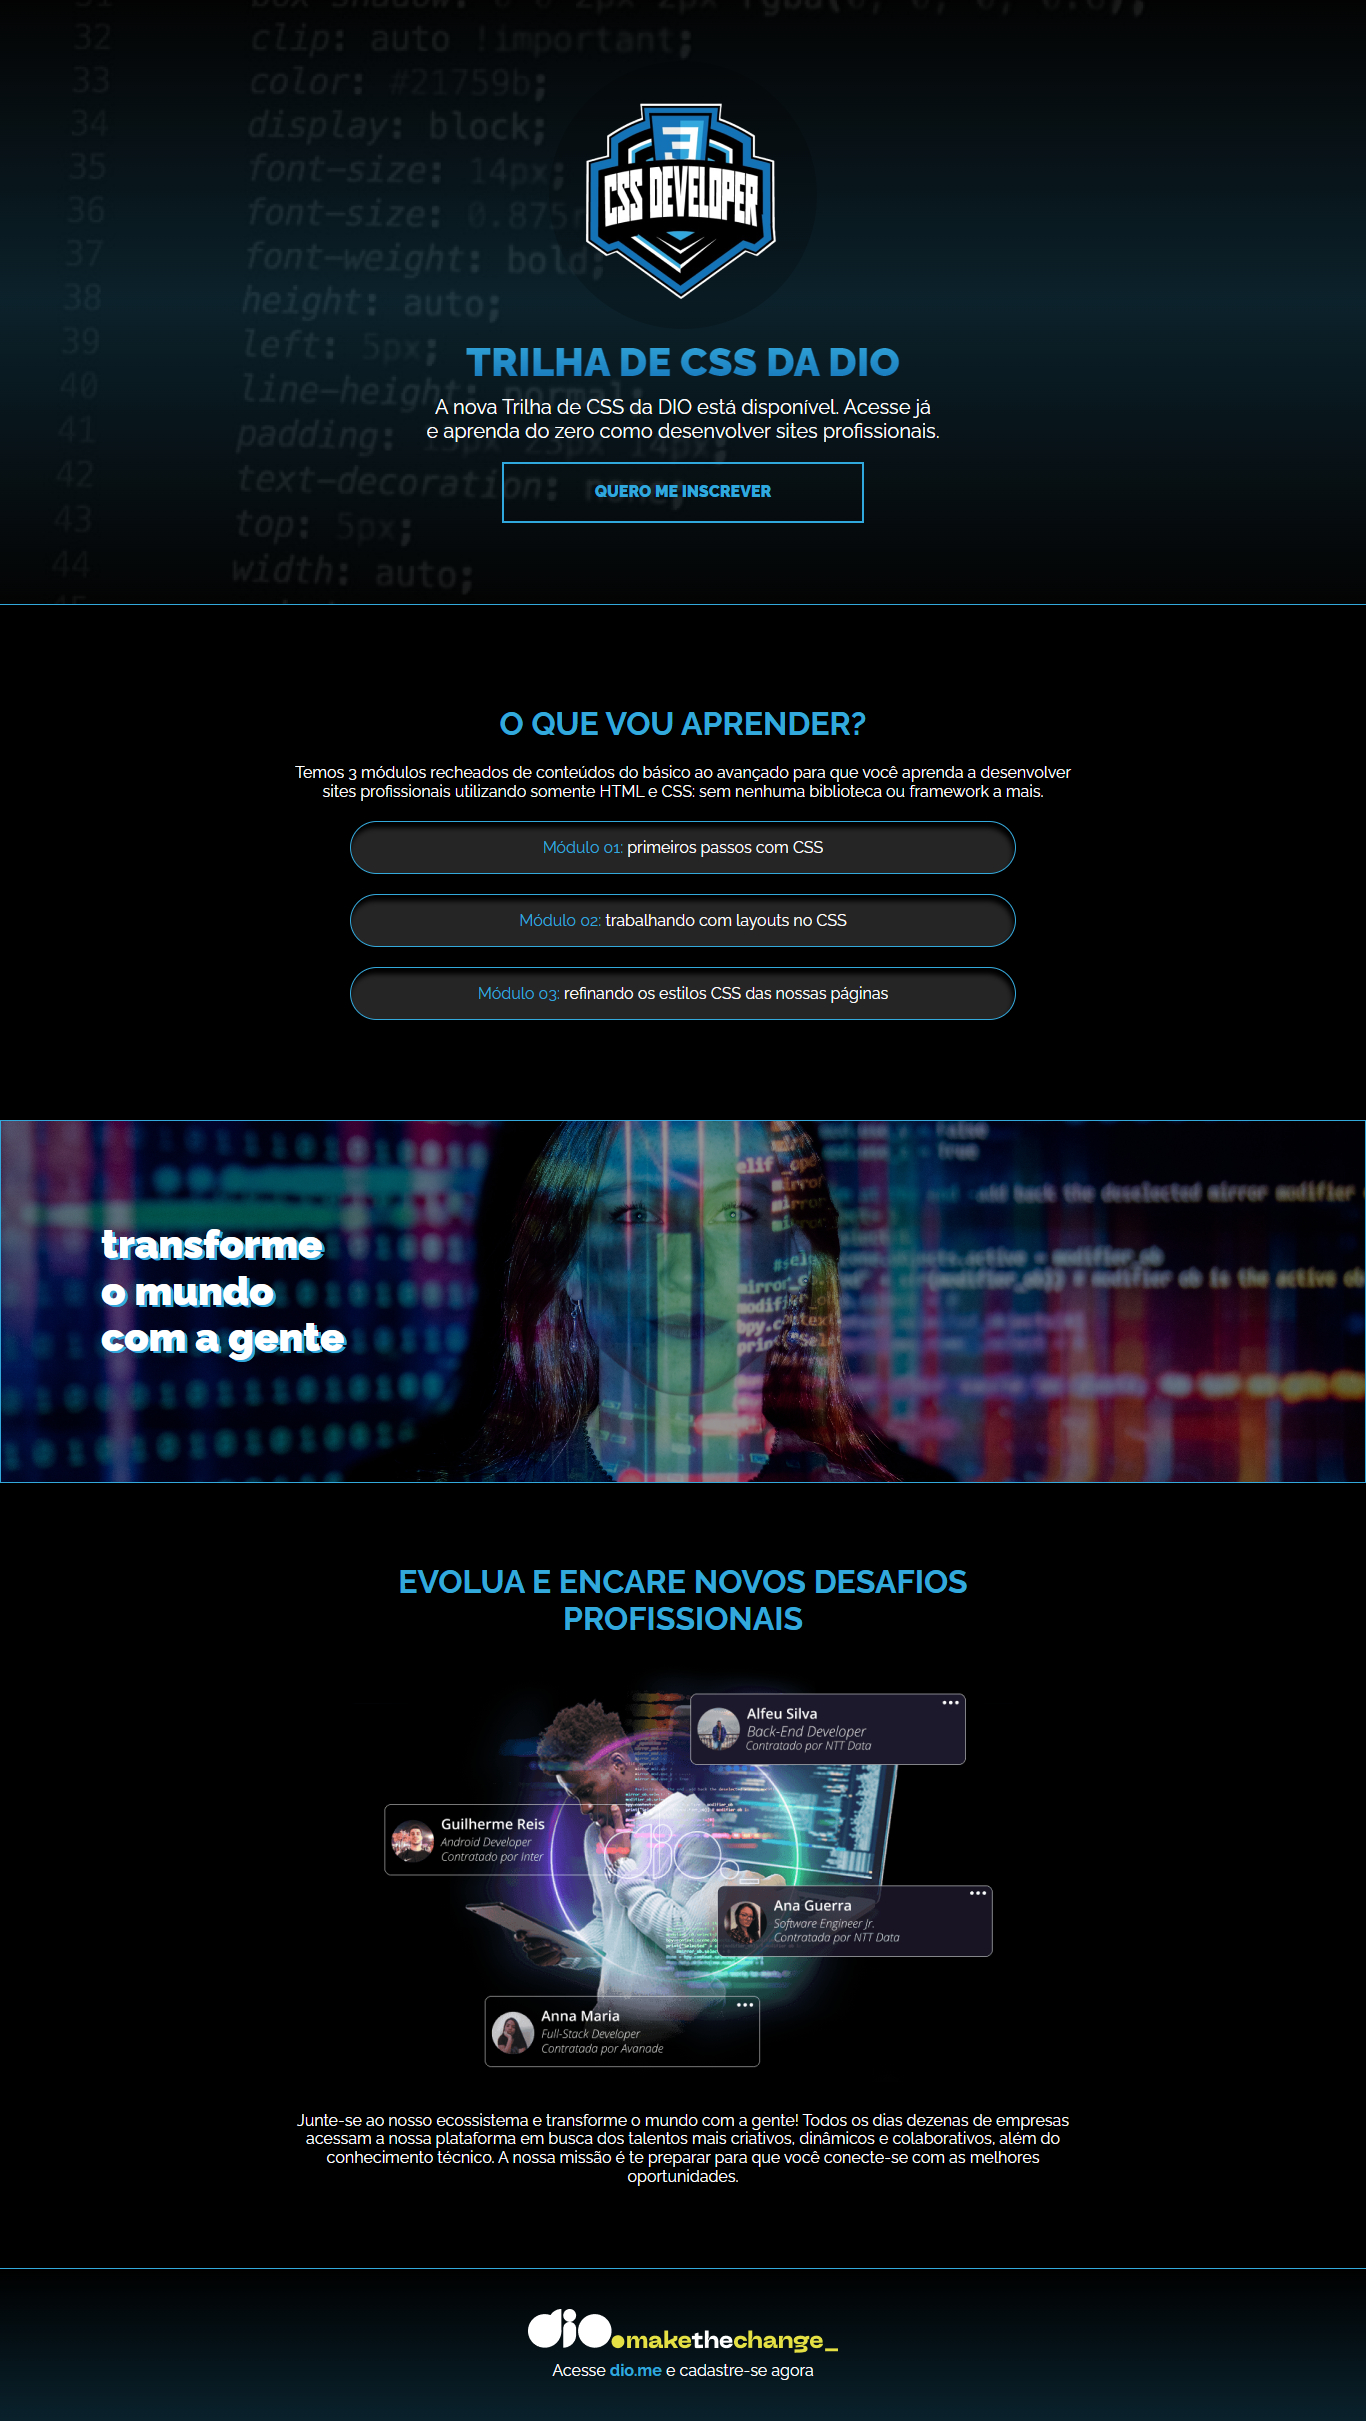 32 clip: auto !important;
33 color: #21759b;
34 display: block;
35 font-size: 14px;
36 font-size: 0.875
37 font-weight: bold;
38 height: auto;
39 left: 5px;
40 line-height: normal;
41 padding: 15px 23px 14px;
42 text-decoration: none;
43 top: 5px;
44 width: auto;
3
CSS DEVELOPER
TRILHA DE CSS DA DIO
A nova Trilha de CSS da DIO está disponível. Acesse já
e aprenda do zero como desenvolver sites profissionais.
QUERO ME INSCREVER
O QUE VOU APRENDER?
Temos 3 módulos recheados de conteúdos do básico ao avançado para que você aprenda a desenvolver
sites profissionais utilizando somente HTML e CSS: sem nenhuma biblioteca ou framework a mais.
Módulo 01: primeiros passos com CSS
Módulo 02: trabalhando com layouts no CSS
Módulo 03: refinando os estilos CSS das nossas páginas
transforme
o mundo
com a gente
EVOLUA E ENCARE NOVOS DESAFIOS
PROFISSIONAIS
Alfeu Silva
Back-End Developer
Contratado por NTT Data
Guilherme Reis
Android Developer
Contratado por Inter
dio.
Ana Guerra
Software Engineer Jr.
Contratada por NTT Data
Anna Maria
Full-Stack Developer
Contratada por Avanade
Junte-se ao nosso ecossistema e transforme o mundo com a gente! Todos os dias dezenas de empresas
acessam a nossa plataforma em busca dos talentos mais criativos, dinâmicos e colaborativos, além do
conhecimento técnico. A nossa missão é te preparar para que você conecte-se com as melhores
oportunidades.
dio.makethechange_
Acesse dio.me e cadastre-se agora